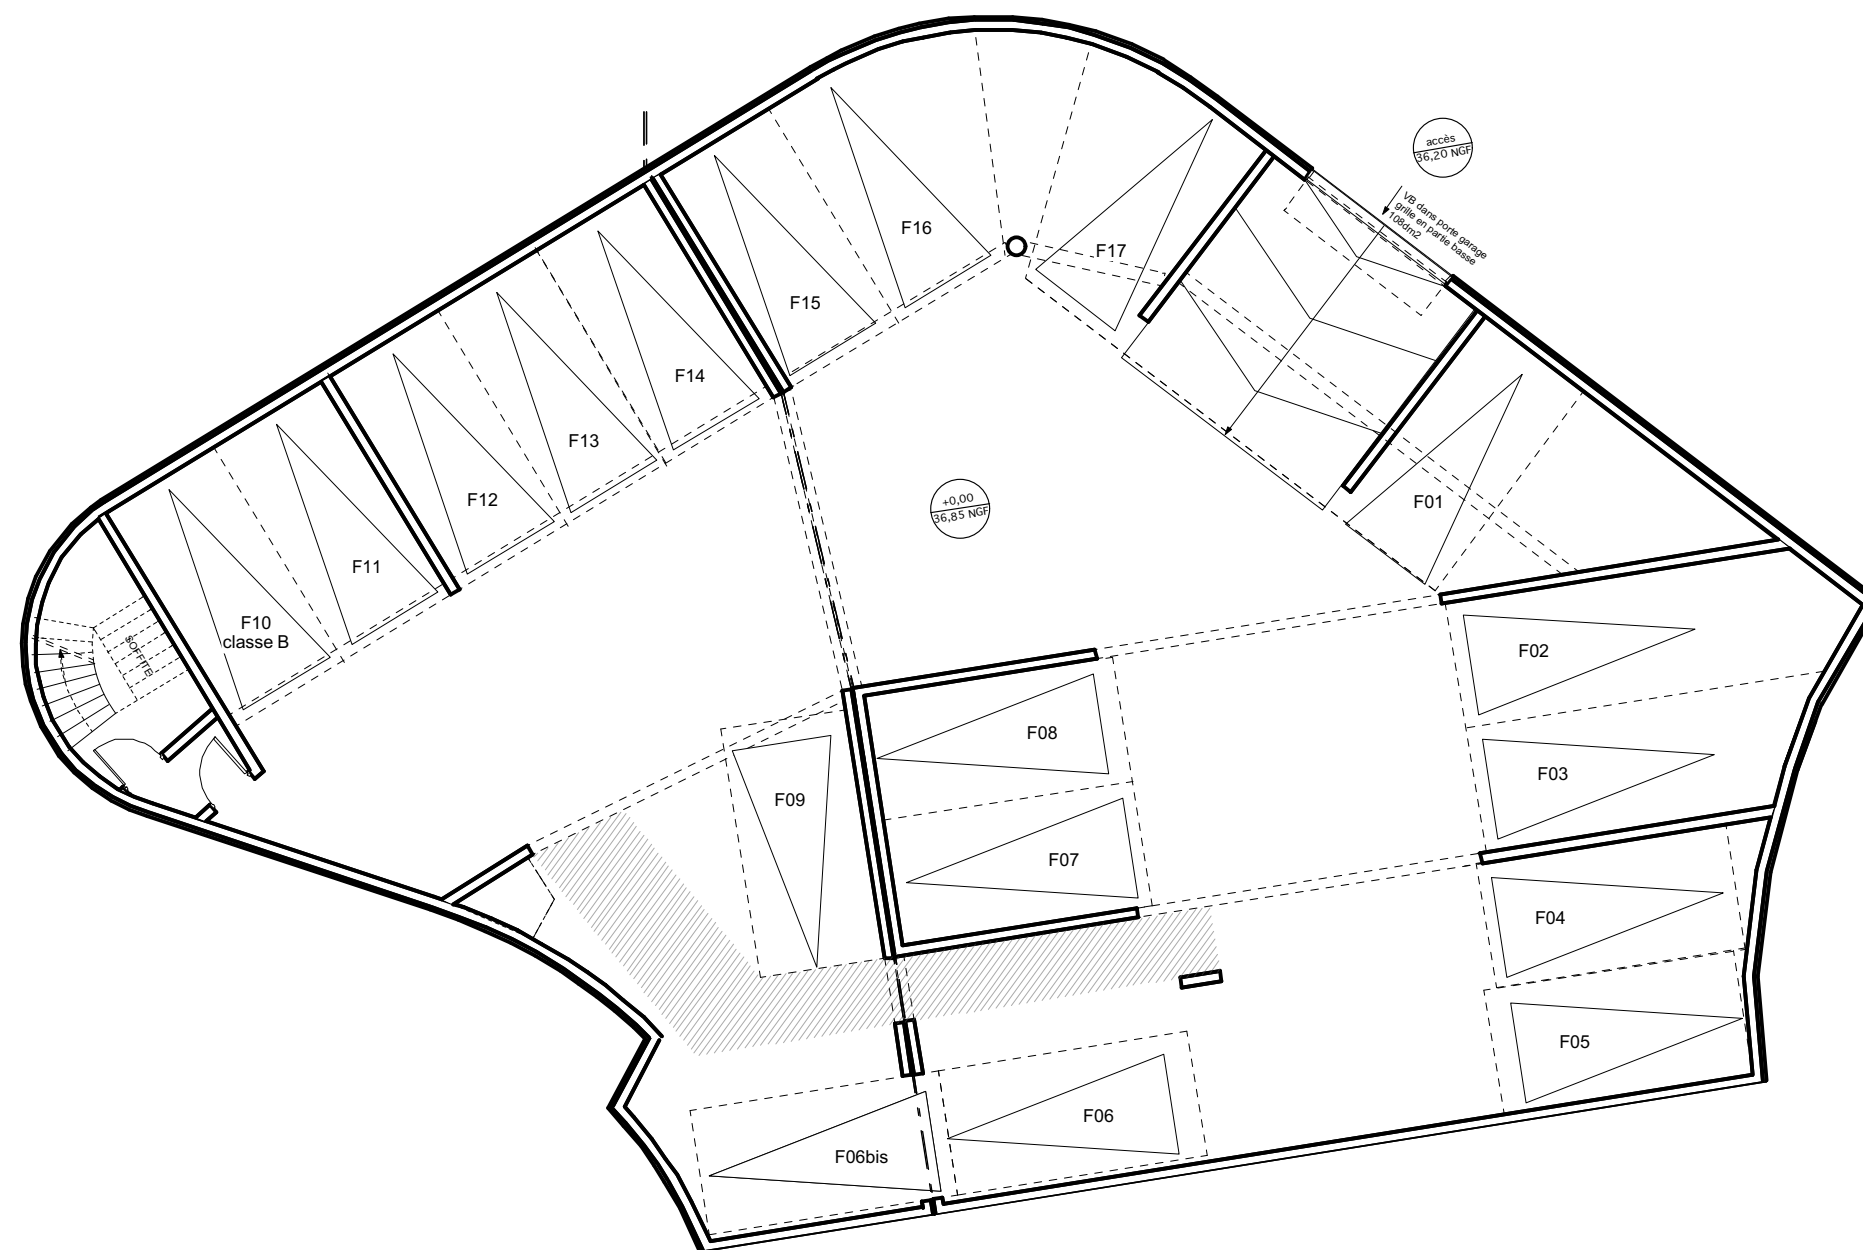 accès
36,20 NGF
VB dans porte garage
grille en partie basse
108dm2
F16
F17
F15
F14
F13
F12
F11
F10
classe B
SOFFITE
+0,00
36,85 NGF
F01
F02
F03
F04
F05
F08
F07
F09
F06
F06bis